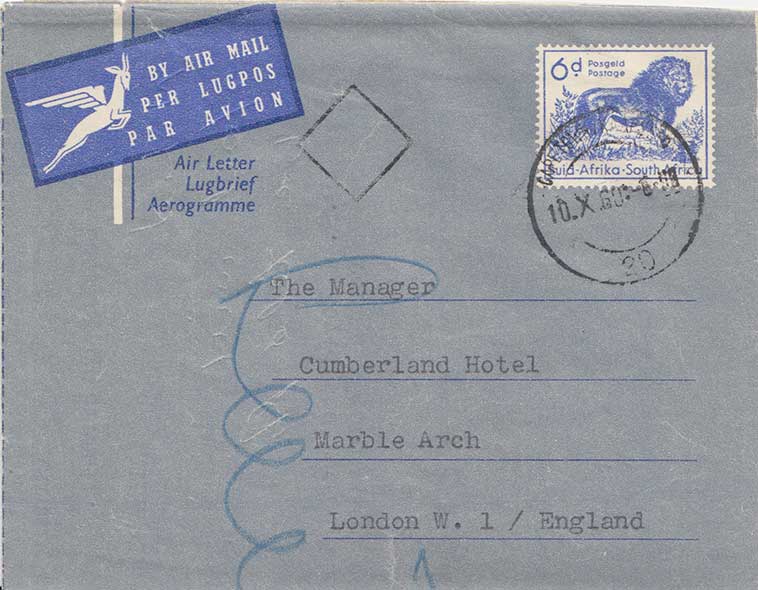 BY AIR MAIL
PER LUGPOS
PAR AVION
Air Letter
Lugbrief
Aerogramme
6d Posgeld
Postage
Suid-Afrika-South Africa
10.X.60
20
The Manager
Cumberland Hotel
Marble Arch
London W. 1 / England